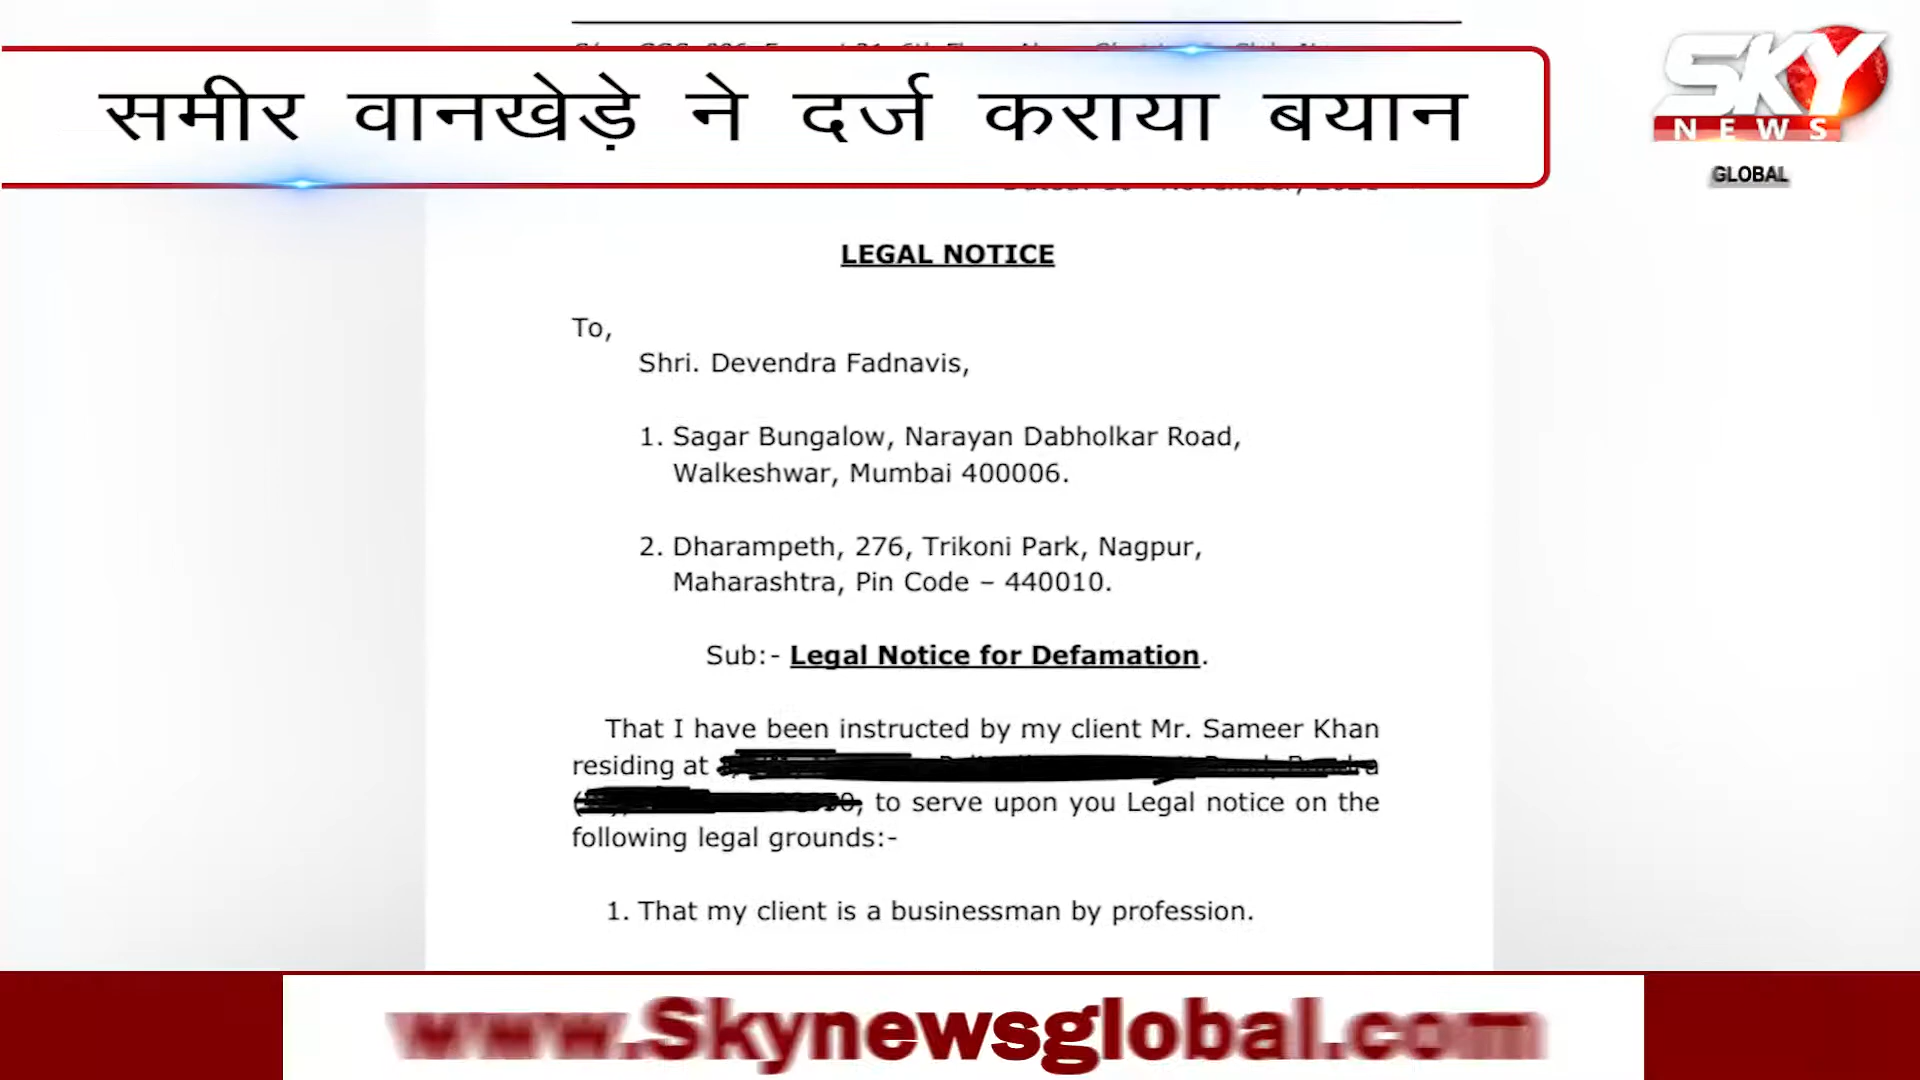 समीर वानखेड़े ने दर्ज कराया बयान
SKY
NEWS
GLOBAL
LEGAL NOTICE
To,
Shri. Devendra Fadnavis,
1. Sagar Bungalow, Narayan Dabholkar Road,
Walkeshwar, Mumbai 400006.
2. Dharampeth, 276, Trikoni Park, Nagpur,
Maharashtra, Pin Code – 440010.
Sub:- Legal Notice for Defamation.
That I have been instructed by my client Mr. Sameer Khan
residing at
to serve upon you Legal notice on the
following legal grounds:-
1. That my client is a businessman by profession.
www.Skynewsglobal.com